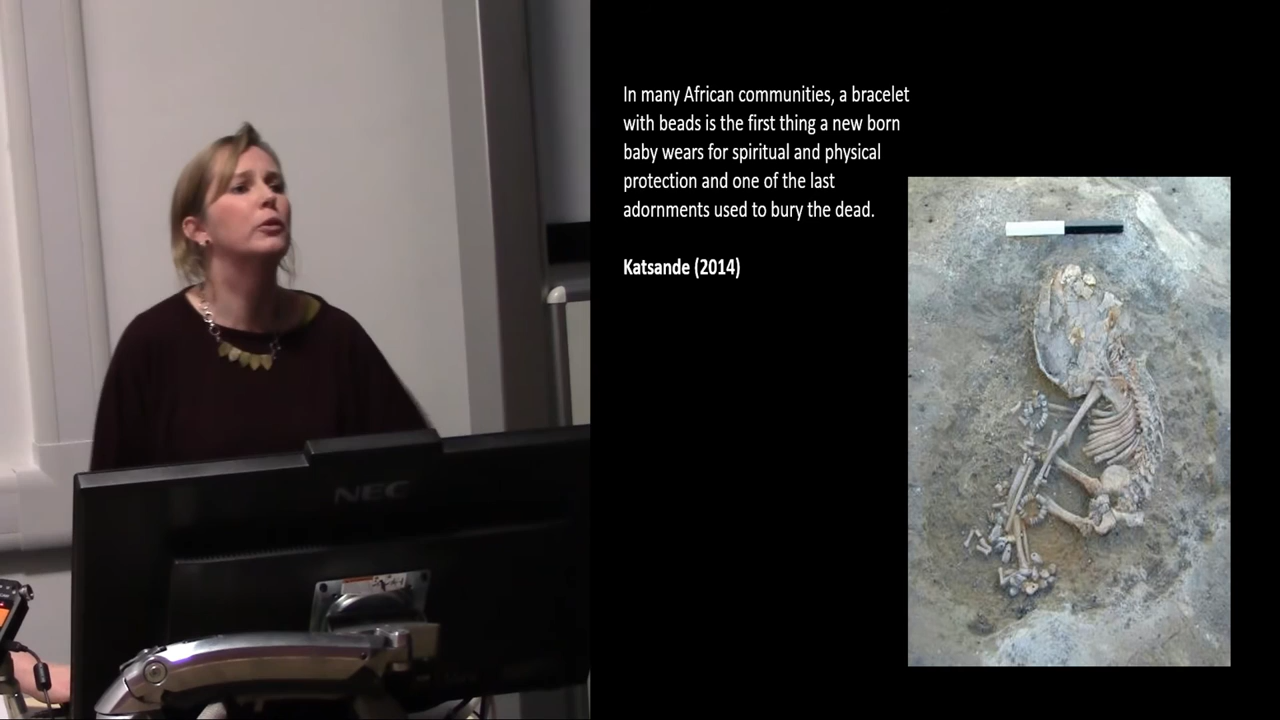 In many African communities, a bracelet
with beads is the first thing a new born
baby wears for spiritual and physical
protection and one of the last
adornments used to bury the dead.
Katsande (2014)
NEC